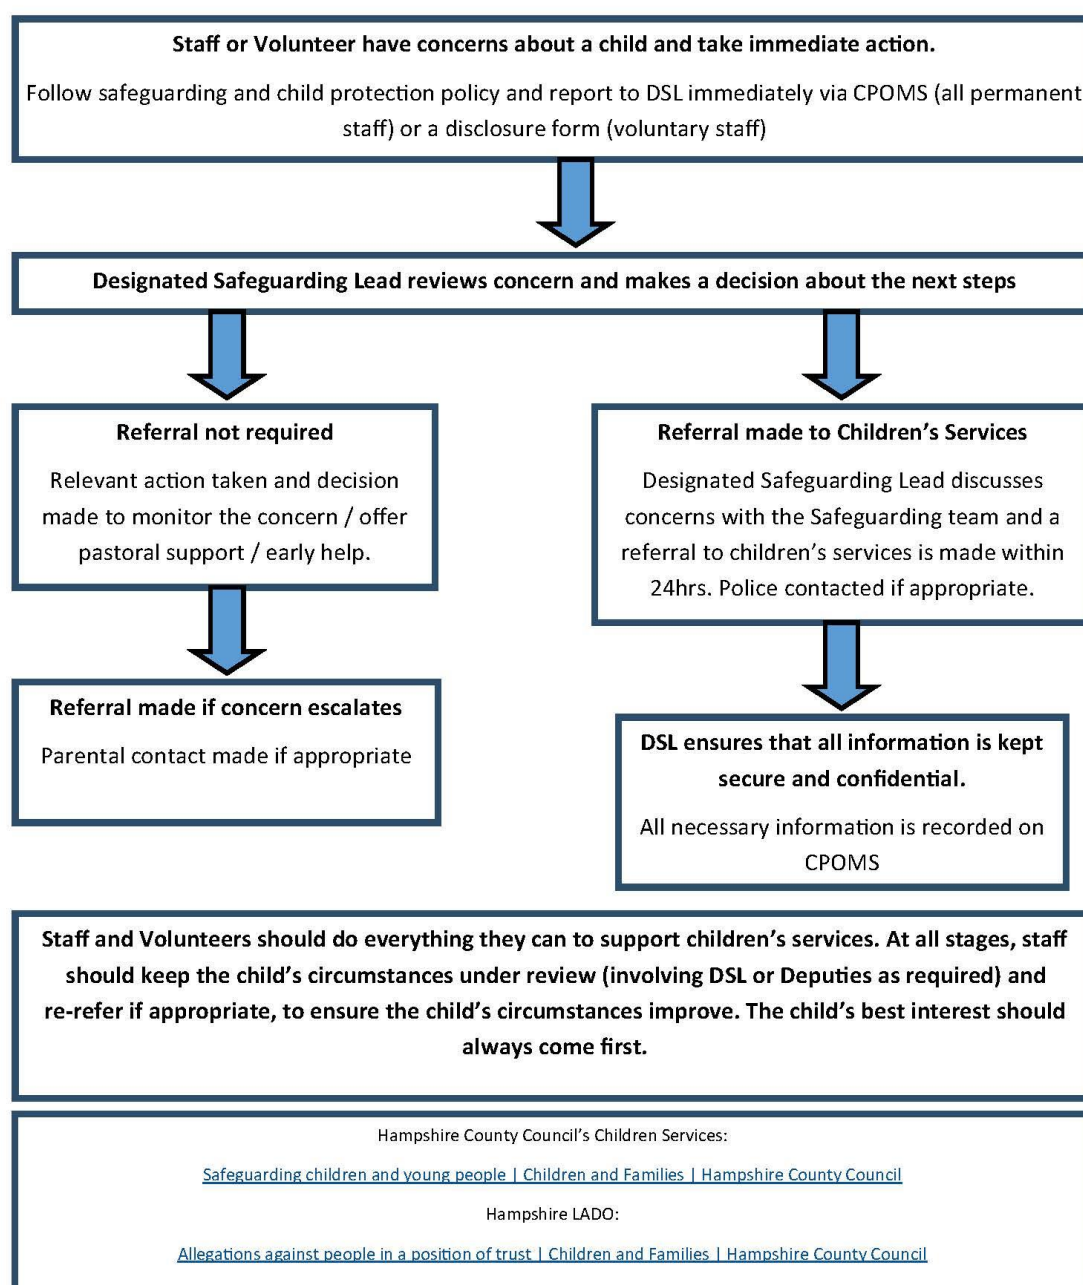 Staff or Volunteer have concerns about a child and take immediate action.
Follow safeguarding and child protection policy and report to DSL immediately via CPOMS (all permanent
staff) or a disclosure form (voluntary staff)
Designated Safeguarding Lead reviews concern and makes a decision about the next steps
Referral not required
Relevant action taken and decision
made to monitor the concern / offer
pastoral support / early help.
Referral made if concern escalates
Parental contact made if appropriate
Referral made to Children’s Services
Designated Safeguarding Lead discusses
concerns with the Safeguarding team and a
referral to children’s services is made within
24hrs. Police contacted if appropriate.
DSL ensures that all information is kept
secure and confidential.
All necessary information is recorded on
CPOMS
Staff and Volunteers should do everything they can to support children’s services. At all stages, staff
should keep the child’s circumstances under review (involving DSL or Deputies as required) and
re-refer if appropriate, to ensure the child’s circumstances improve. The child’s best interest should
always come first.
Hampshire County Council’s Children Services:
Safeguarding children and young people | Children and Families | Hampshire County Council
Hampshire LADO:
Allegations against people in a position of trust | Children and Families | Hampshire County Council